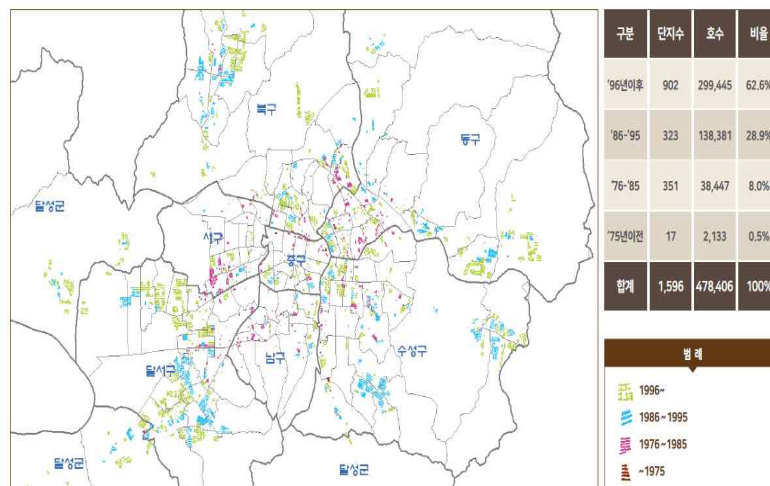 북구
동구
달성군
서구
중구
수성구
남구
달서구
달성군
달성군
구분 단지수 호수 비율
'96년이후 902 299,445 62.6%
'86-'95 323 138,381 28.9%
'76-'85 351 38,447 8.0%
'75년이전 17 2,133 0.5%
합계 1,596 478,406 100%
범 례
1996~
1986~1995
1976~1985
~1975